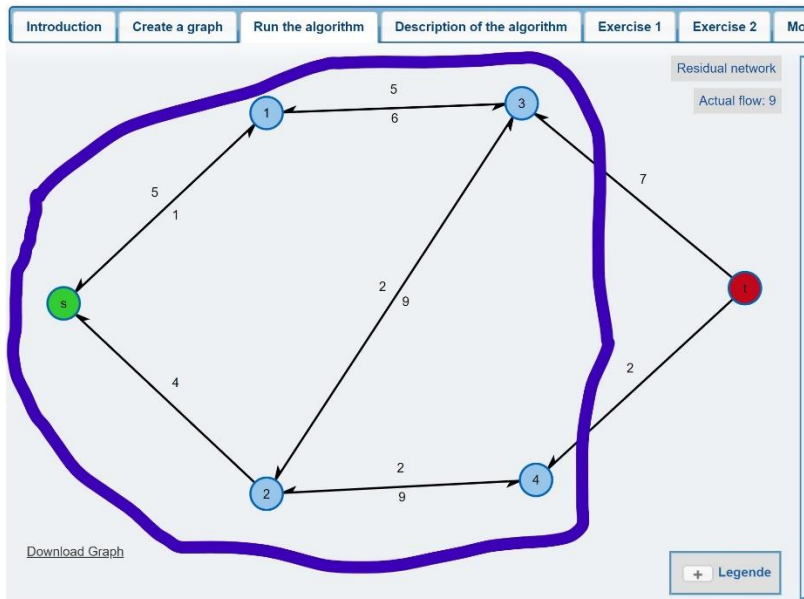 Introduction
Create a graph
Run the algorithm
Description of the algorithm
Exercise 1
Exercise 2
Mo
Residual network
Actual flow: 9
5
1
3
6
7
5
1
s
2
9
t
4
2
2
4
2
9
Download Graph
+ Legende